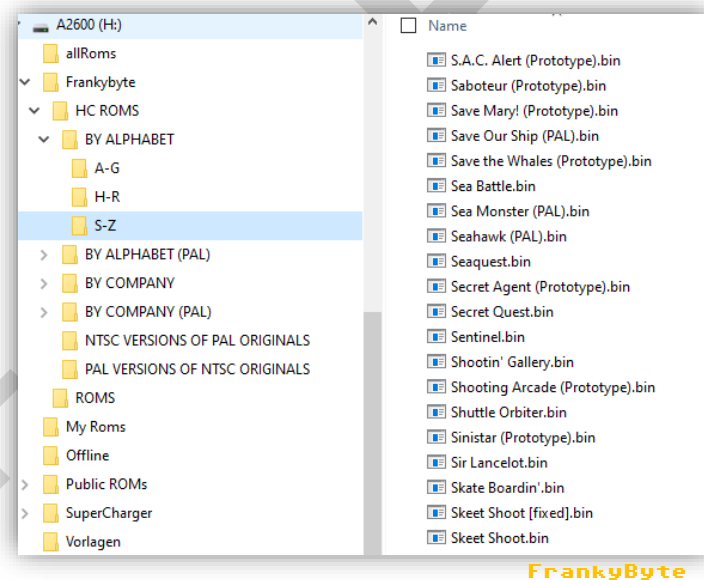 A2600 (H:)
allRoms
Frankybyte
HC ROMS
BY ALPHABET
A-G
H-R
S-Z
BY ALPHABET (PAL)
BY COMPANY
BY COMPANY (PAL)
NTSC VERSIONS OF PAL ORIGINALS
PAL VERSIONS OF NTSC ORIGINALS
ROMS
My Roms
Offline
Public ROMs
SuperCharger
Vorlagen
Name
S.A.C. Alert (Prototype).bin
Saboteur (Prototype).bin
Save Mary! (Prototype).bin
Save Our Ship (PAL).bin
Save the Whales (Prototype).bin
Sea Battle.bin
Sea Monster (PAL).bin
Seahawk (PAL).bin
Seaquest.bin
Secret Agent (Prototype).bin
Secret Quest.bin
Sentinel.bin
Shootin' Gallery.bin
Shooting Arcade (Prototype).bin
Shuttle Orbiter.bin
Sinistar (Prototype).bin
Sir Lancelot.bin
Skate Boardin'.bin
Skeet Shoot [fixed].bin
Skeet Shoot.bin
FrankyByte